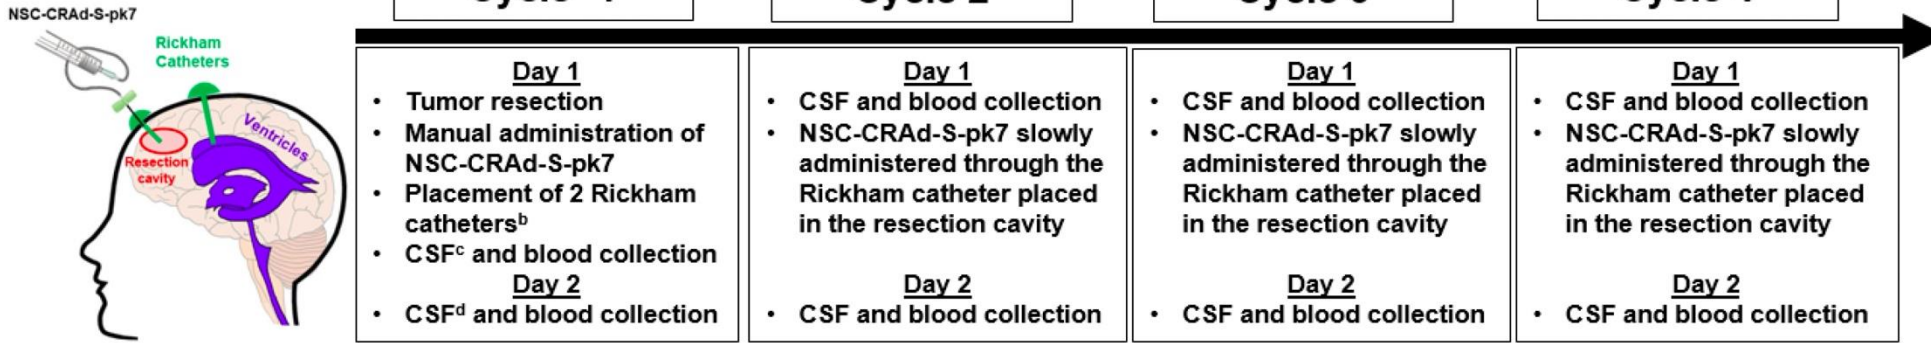 NSC-CRAd-S-pk7
Rickham
Catheters
Ventricles
Resection
cavity
Cycle 2
Day 1
• Tumor resection
• Manual administration of
NSC-CRAd-S-pk7
• Placement of 2 Rickham
cathetersᵇ
• CSFᶜ and blood collection
Day 2
• CSFᵈ and blood collection
Day 1
• CSF and blood collection
• NSC-CRAd-S-pk7 slowly
administered through the
Rickham catheter placed
in the resection cavity
Day 2
• CSF and blood collection
Day 1
• CSF and blood collection
• NSC-CRAd-S-pk7 slowly
administered through the
Rickham catheter placed
in the resection cavity
Day 2
• CSF and blood collection
Day 1
• CSF and blood collection
• NSC-CRAd-S-pk7 slowly
administered through the
Rickham catheter placed
in the resection cavity
Day 2
• CSF and blood collection